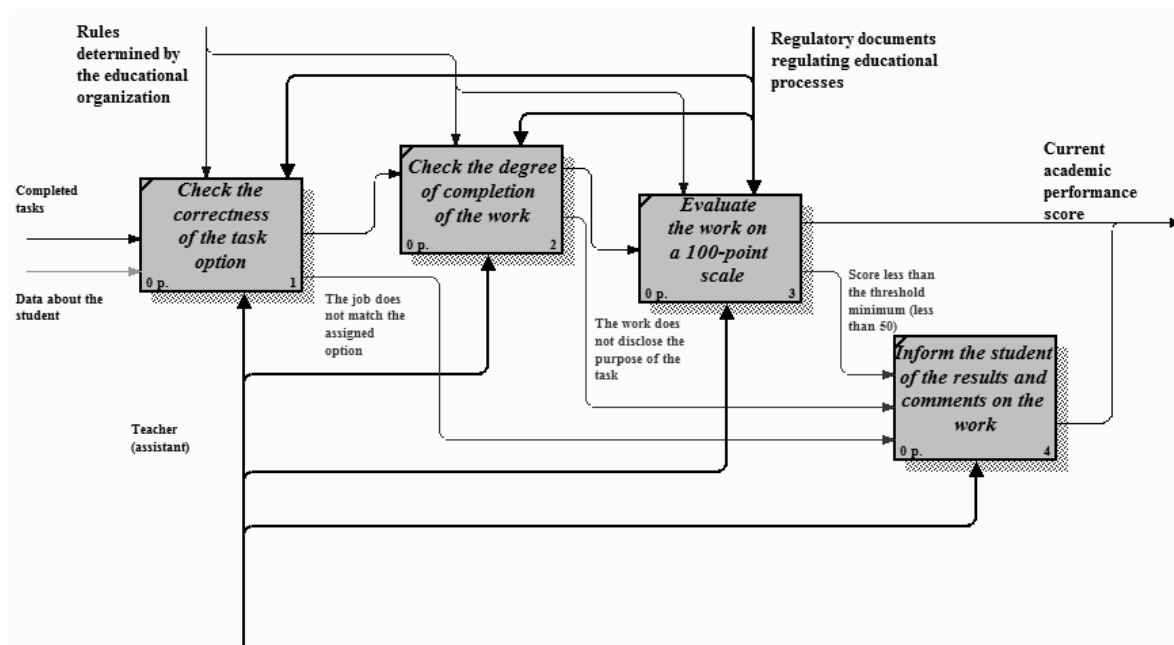 Rules
determined by
the educational
organization
Regulatory documents
regulating educational
processes
Current
academic
performance
score
Completed
tasks
Data about the
student
Check the
correctness
of the task
option
0 p.
1
Check the degree
of completion
of the work
0 p.
2
Evaluate
the work on
a 100-point
scale
0 p.
3
The job does
not match the
assigned
option
The work does
not disclose the
purpose of the
task
Score less than
the threshold
minimum (less
than 50)
Inform the student
of the results and
comments on the
work
0 p.
4
Teacher
(assistant)